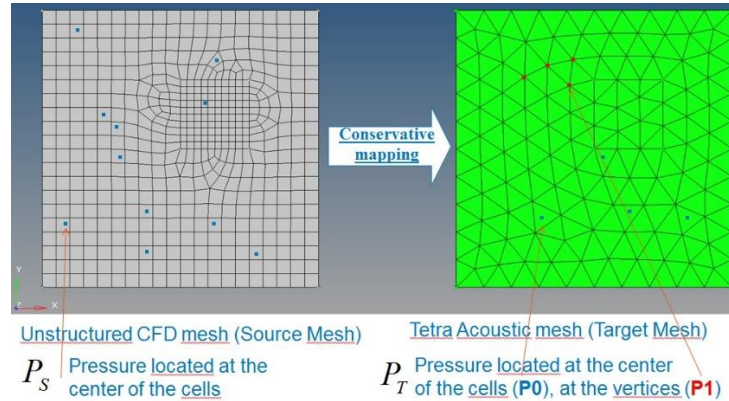 Conservative
mapping
Y
Z
X
Unstructured CFD mesh (Source Mesh)
P_S Pressure located at the
center of the cells
Tetra Acoustic mesh (Target Mesh)
P_T Pressure located at the center
of the cells (P0), at the vertices (P1)